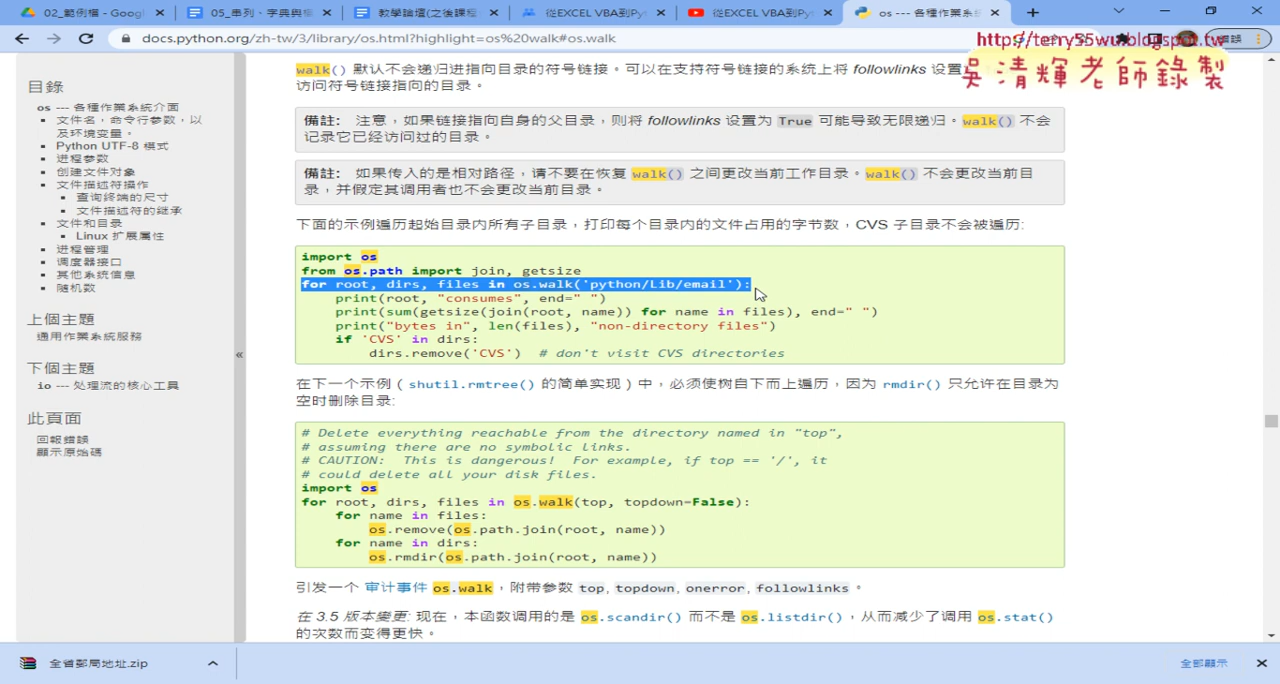 02_範例檔 - Googl
05_串列、字典與樞
教學論壇(之後課程
從EXCEL VBA到Py
從EXCEL VBA到Py
os --- 各種作業系統
docs.python.org/zh-tw/3/library/os.html?highlight=os%20walk#os.walk
http://terry55wu.blogspot.tw
吳清輝老師錄製
目錄
os --- 各種作業系統介面
文件名，命令行参数，以
及环境变量。
Python UTF-8 模式
进程参数
创建文件对象
文件描述符操作
查询终端的尺寸
文件描述符的继承
文件和目录
Linux 扩展属性
进程管理
调度器接口
其他系统信息
随机数
上個主題
通用作業系統服務
下個主題
io --- 处理流的核心工具
此頁面
回報錯誤
顯示原始碼
«
walk() 默认不会递归进指向目录的符号链接。可以在支持符号链接的系统上将 followlinks 设置
访问符号链接指向的目录。
備註： 注意，如果链接指向自身的父目录，则将 followlinks 设置为 True 可能导致无限递归。walk() 不会
记录它已经访问过的目录。
備註： 如果传入的是相对路径，请不要在恢复 walk() 之间更改当前工作目录。walk() 不会更改当前目
录，并假定其调用者也不会更改当前目录。
下面的示例遍历起始目录内所有子目录，打印每个目录内的文件占用的字节数，CVS 子目录不会被遍历:
import os
from os.path import join, getsize
for root, dirs, files in os.walk('python/Lib/email'):
print(root, "consumes", end=" ")
print(sum(getsize(join(root, name)) for name in files), end=" ")
print("bytes in", len(files), "non-directory files")
if 'CVS' in dirs:
dirs.remove('CVS')  # don't visit CVS directories
在下一个示例（shutil.rmtree() 的简单实现）中，必须使树自下而上遍历，因为 rmdir() 只允许在目录为
空时删除目录:
# Delete everything reachable from the directory named in "top",
# assuming there are no symbolic links.
# CAUTION:  This is dangerous!  For example, if top == '/', it
# could delete all your disk files.
import os
for root, dirs, files in os.walk(top, topdown=False):
for name in files:
os.remove(os.path.join(root, name))
for name in dirs:
os.rmdir(os.path.join(root, name))
引发一个 审计事件 os.walk，附带参数 top, topdown, onerror, followlinks。
在 3.5 版本變更: 现在，本函数调用的是 os.scandir() 而不是 os.listdir()，从而减少了调用 os.stat()
的次数而变得更快。
全省郵局地址.zip
全部顯示